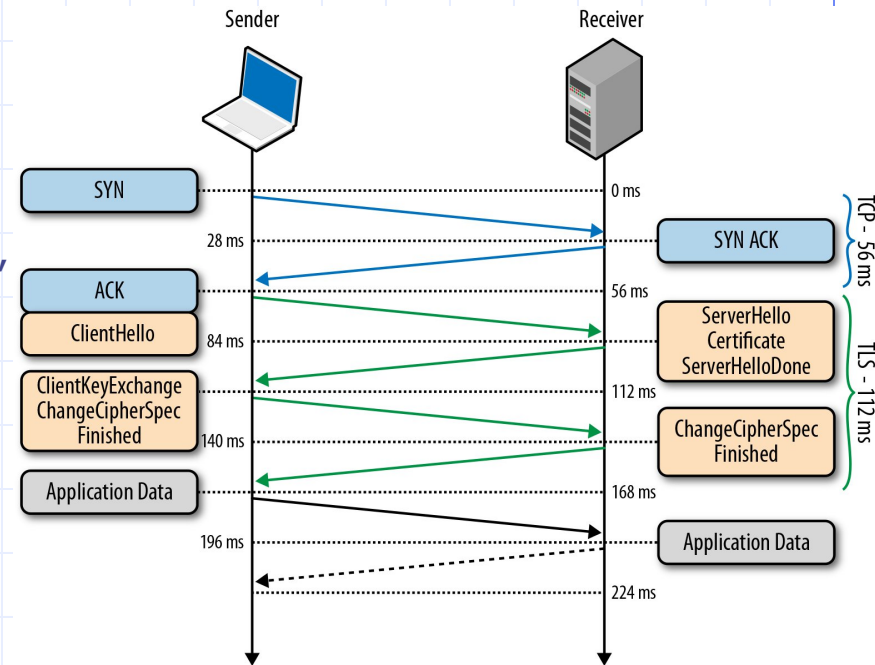 Sender
Receiver
SYN
0 ms
28 ms
SYN ACK
TCP - 56 ms
ACK
56 ms
ClientHello
84 ms
ServerHello
Certificate
ServerHelloDone
ClientKeyExchange
ChangeCipherSpec
Finished
112 ms
TLS - 112 ms
140 ms
ChangeCipherSpec
Finished
Application Data
168 ms
196 ms
Application Data
224 ms